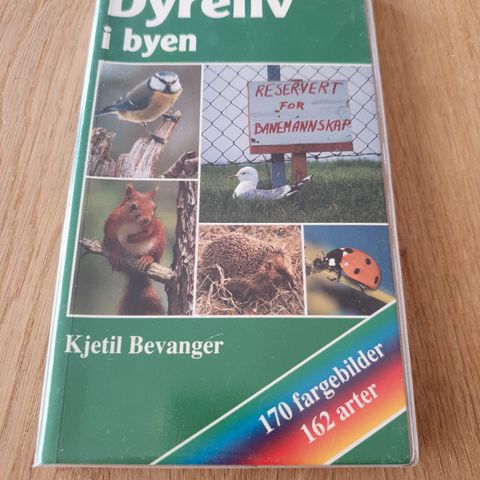 Dyreliv
i byen
RESERVERT
FOR
BANEMANNSKAP
Kjetil Bevanger
170 fargebilder
162 arter